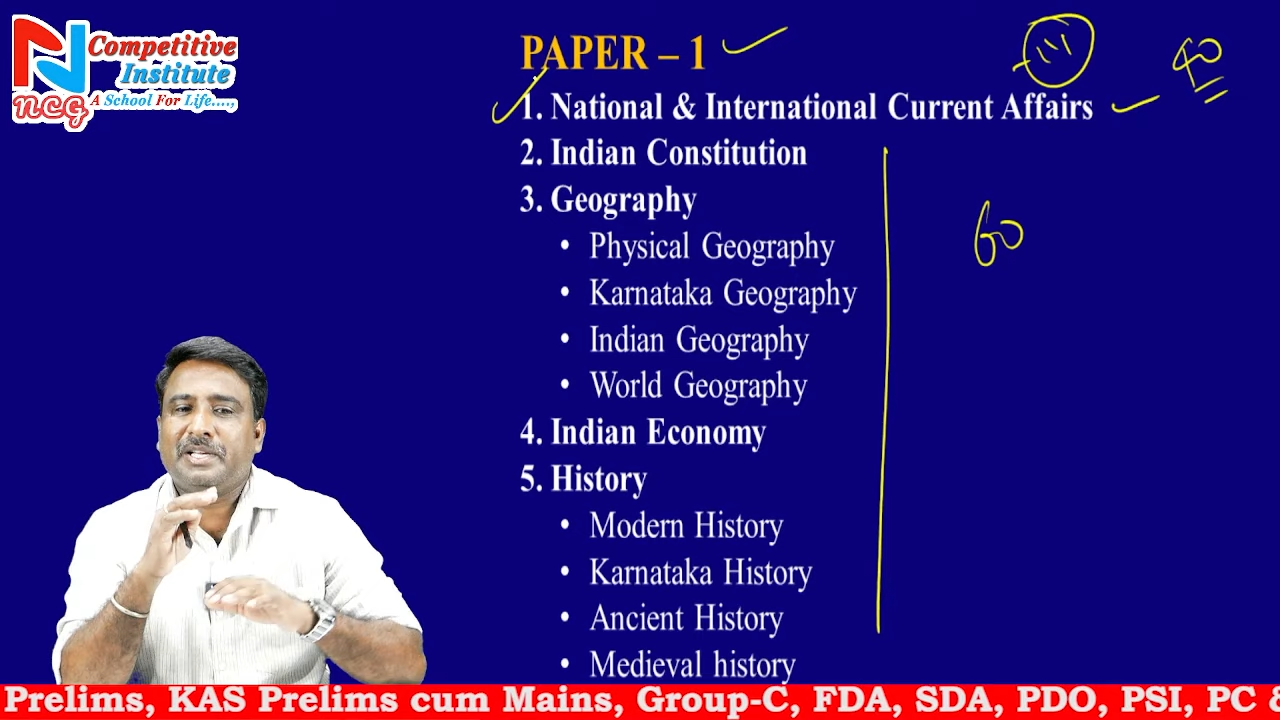 Competitive
Institute
NCG A School For Life....,
PAPER – 1
1. National & International Current Affairs
40
2. Indian Constitution
3. Geography
60
• Physical Geography
• Karnataka Geography
• Indian Geography
• World Geography
4. Indian Economy
5. History
• Modern History
• Karnataka History
• Ancient History
• Medieval history
Prelims, KAS Prelims cum Mains, Group-C, FDA, SDA, PDO, PSI, PC &